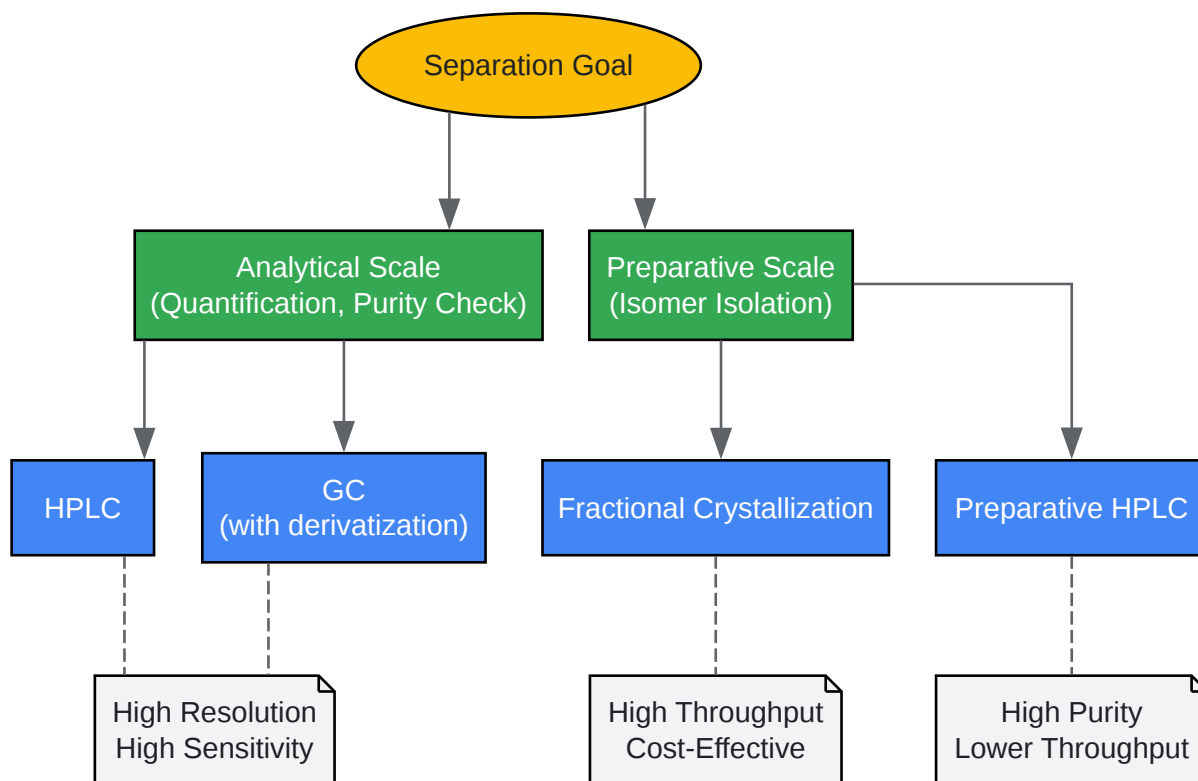 Separation Goal
Analytical Scale
(Quantification, Purity Check)
Preparative Scale
(Isomer Isolation)
HPLC
GC
(with derivatization)
Fractional Crystallization
Preparative HPLC
High Resolution
High Sensitivity
High Throughput
Cost-Effective
High Purity
Lower Throughput